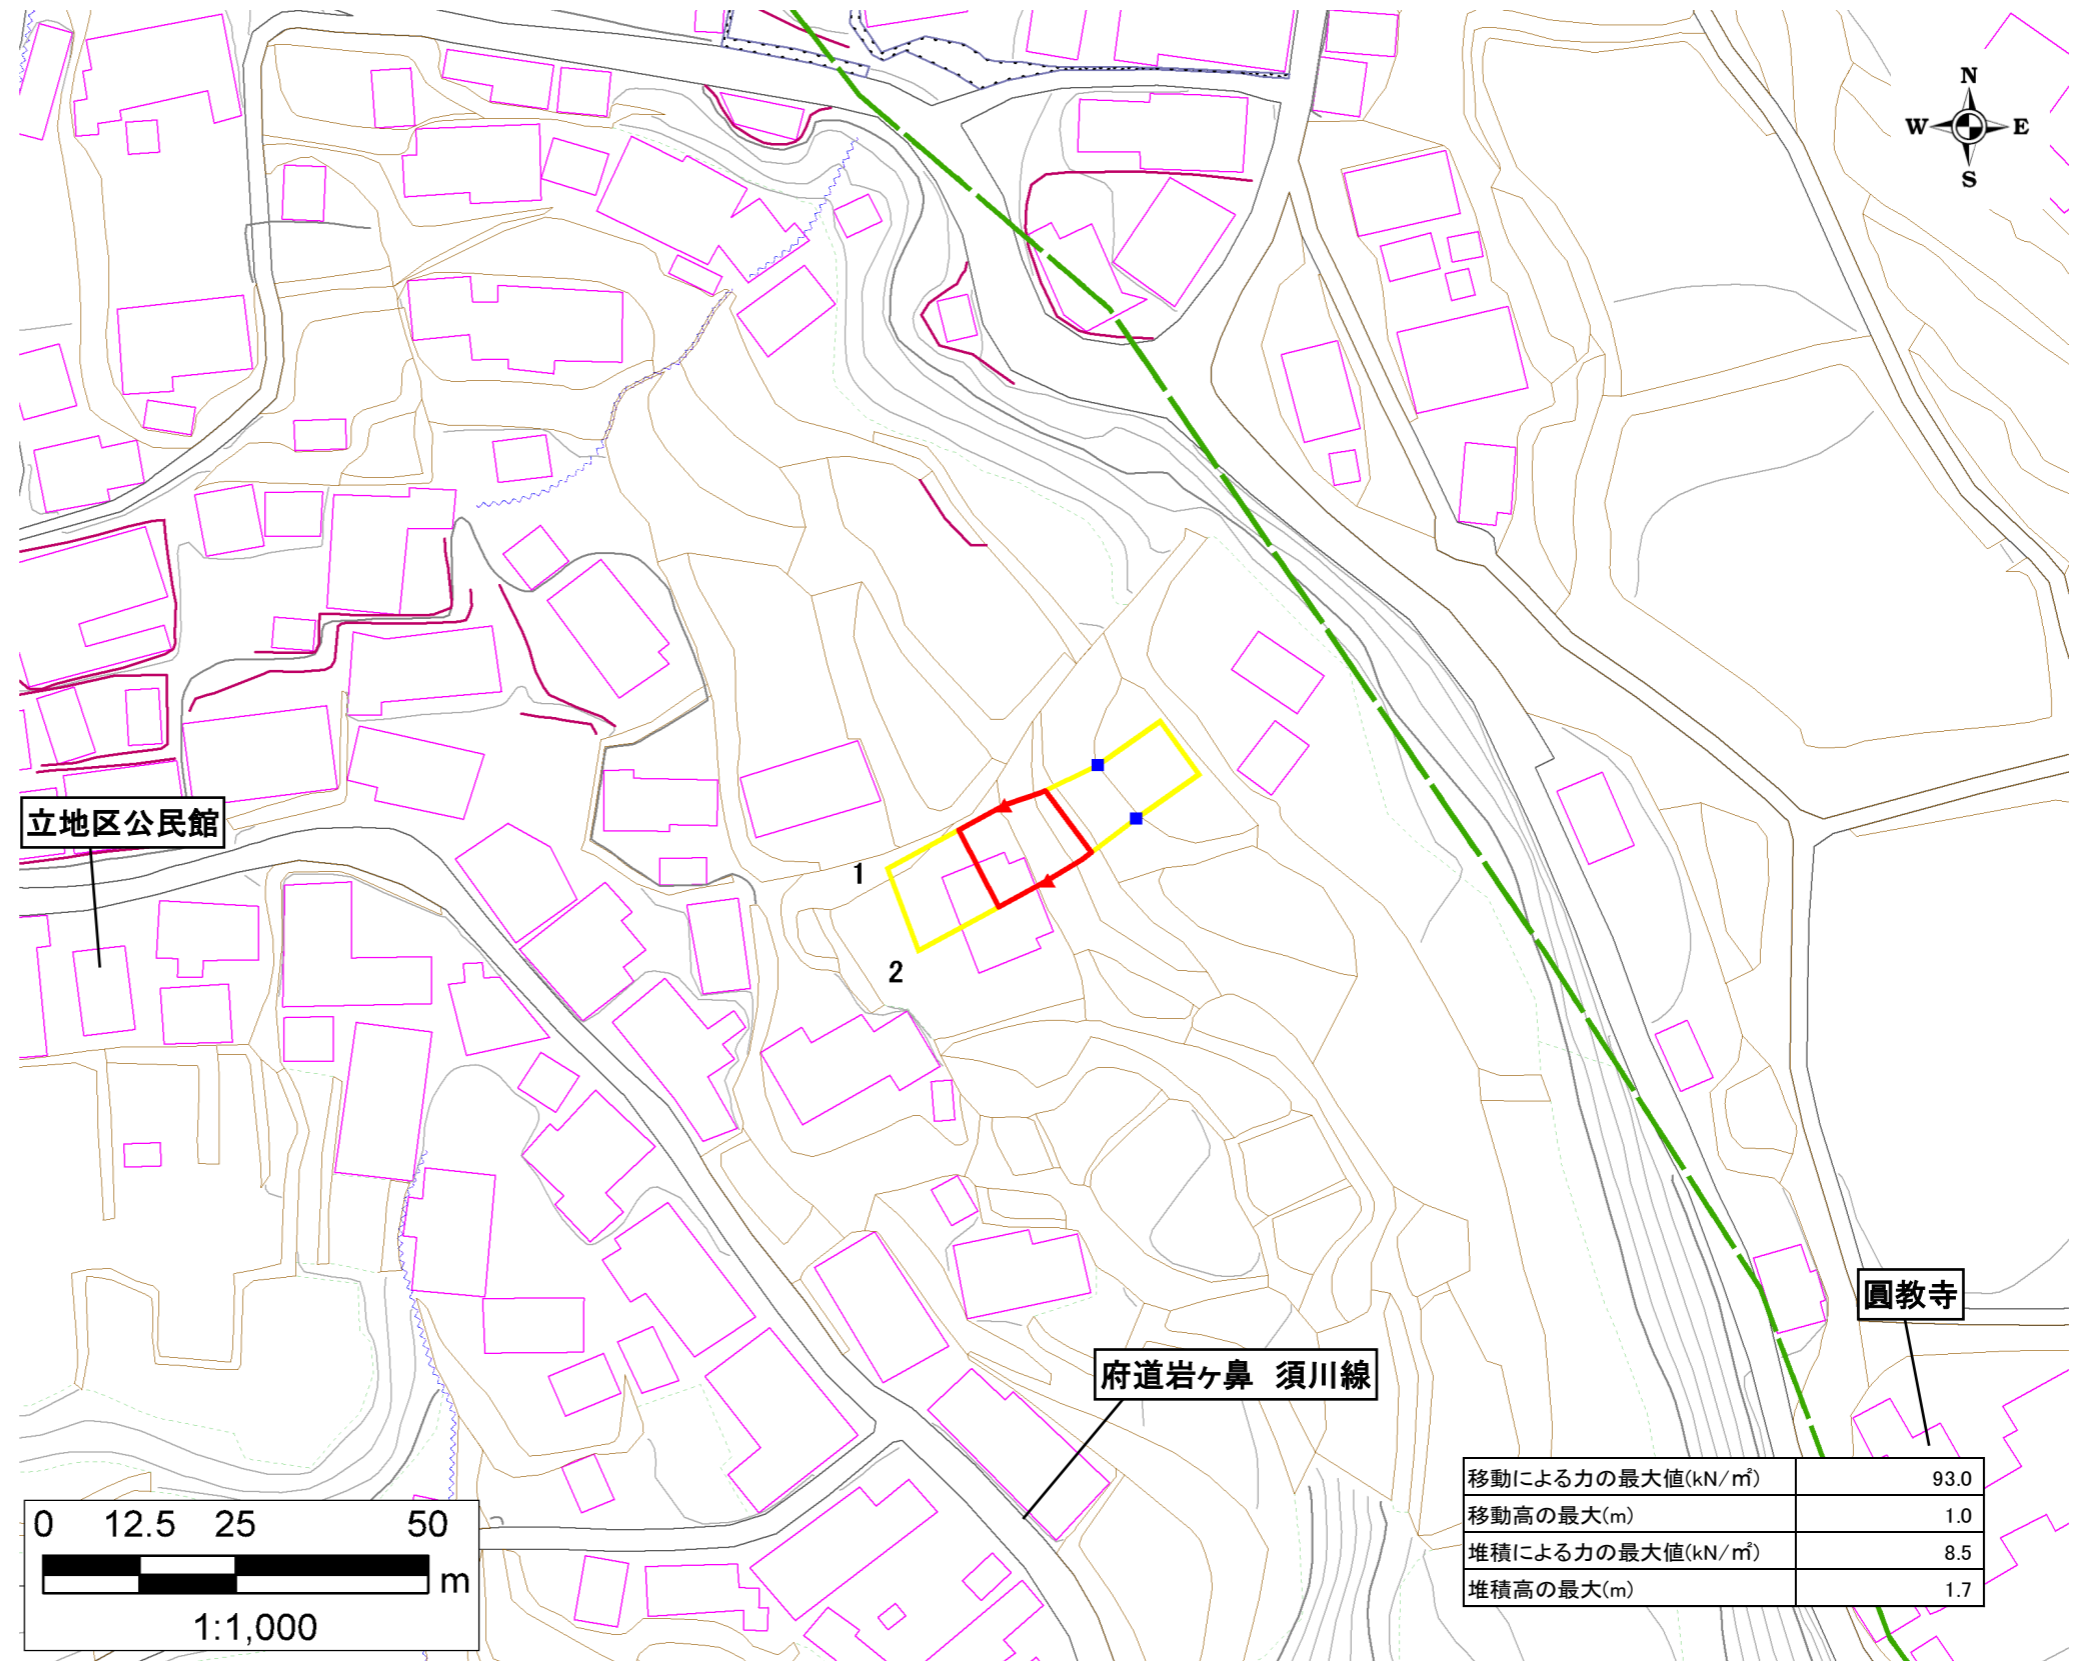 N
W E
S
立地区公民館
1
2
圓教寺
府道岩ヶ鼻 須川線
移動による力の最大値(kN/㎡) 93.0
移動高の最大(m) 1.0
堆積による力の最大値(kN/㎡) 8.5
堆積高の最大(m) 1.7
0 12.5 25 50
m
1:1,000